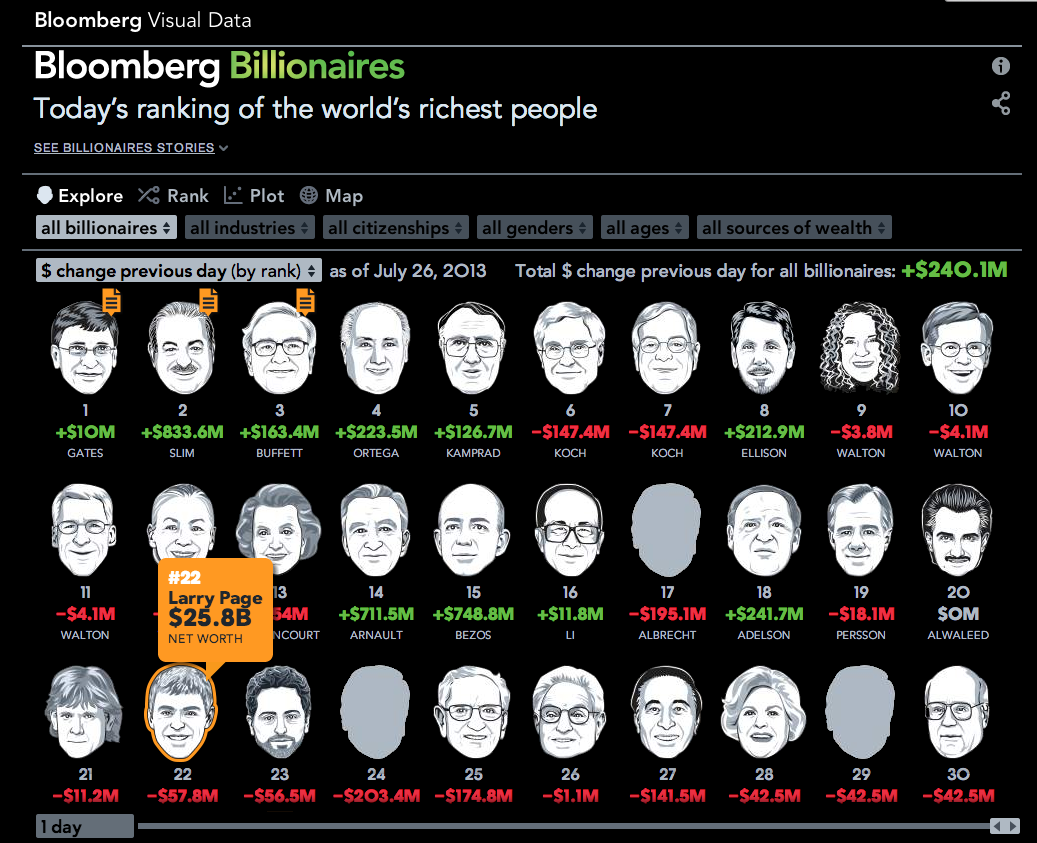 Bloomberg Visual Data
Bloomberg Billionaires
Today's ranking of the world's richest people
SEE BILLIONAIRES STORIES
Explore Rank Plot Map
all billionaires all industries all citizenships all genders all ages all sources of wealth
$ change previous day (by rank) as of July 26, 2013 Total $ change previous day for all billionaires: +$240.1M
1 2 3 4 5 6 7 8 9 10
+$10M +$833.6M +$163.4M +$223.5M +$126.7M −$147.4M −$147.4M +$212.9M −$3.8M −$4.1M
GATES SLIM BUFFETT ORTEGA KAMPRAD KOCH KOCH ELLISON WALTON WALTON
#22
Larry Page
$25.8B
NET WORTH
11 13 14 15 16 17 18 19 20
−$4.1M 54M +$711.5M +$748.8M +$11.8M −$195.1M +$241.7M −$18.1M $0M
WALTON NCOURT ARNAULT BEZOS LI ALBRECHT ADELSON PERSSON ALWALEED
21 22 23 24 25 26 27 28 29 30
−$11.2M −$57.8M −$56.5M −$203.4M −$174.8M −$1.1M −$141.5M −$42.5M −$42.5M −$42.5M
1 day